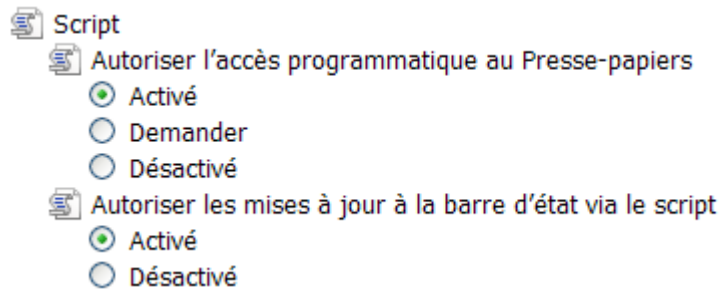 Script
Autoriser l’accès programmatique au Presse-papiers
Activé
Demander
Désactivé
Autoriser les mises à jour à la barre d’état via le script
Activé
Désactivé